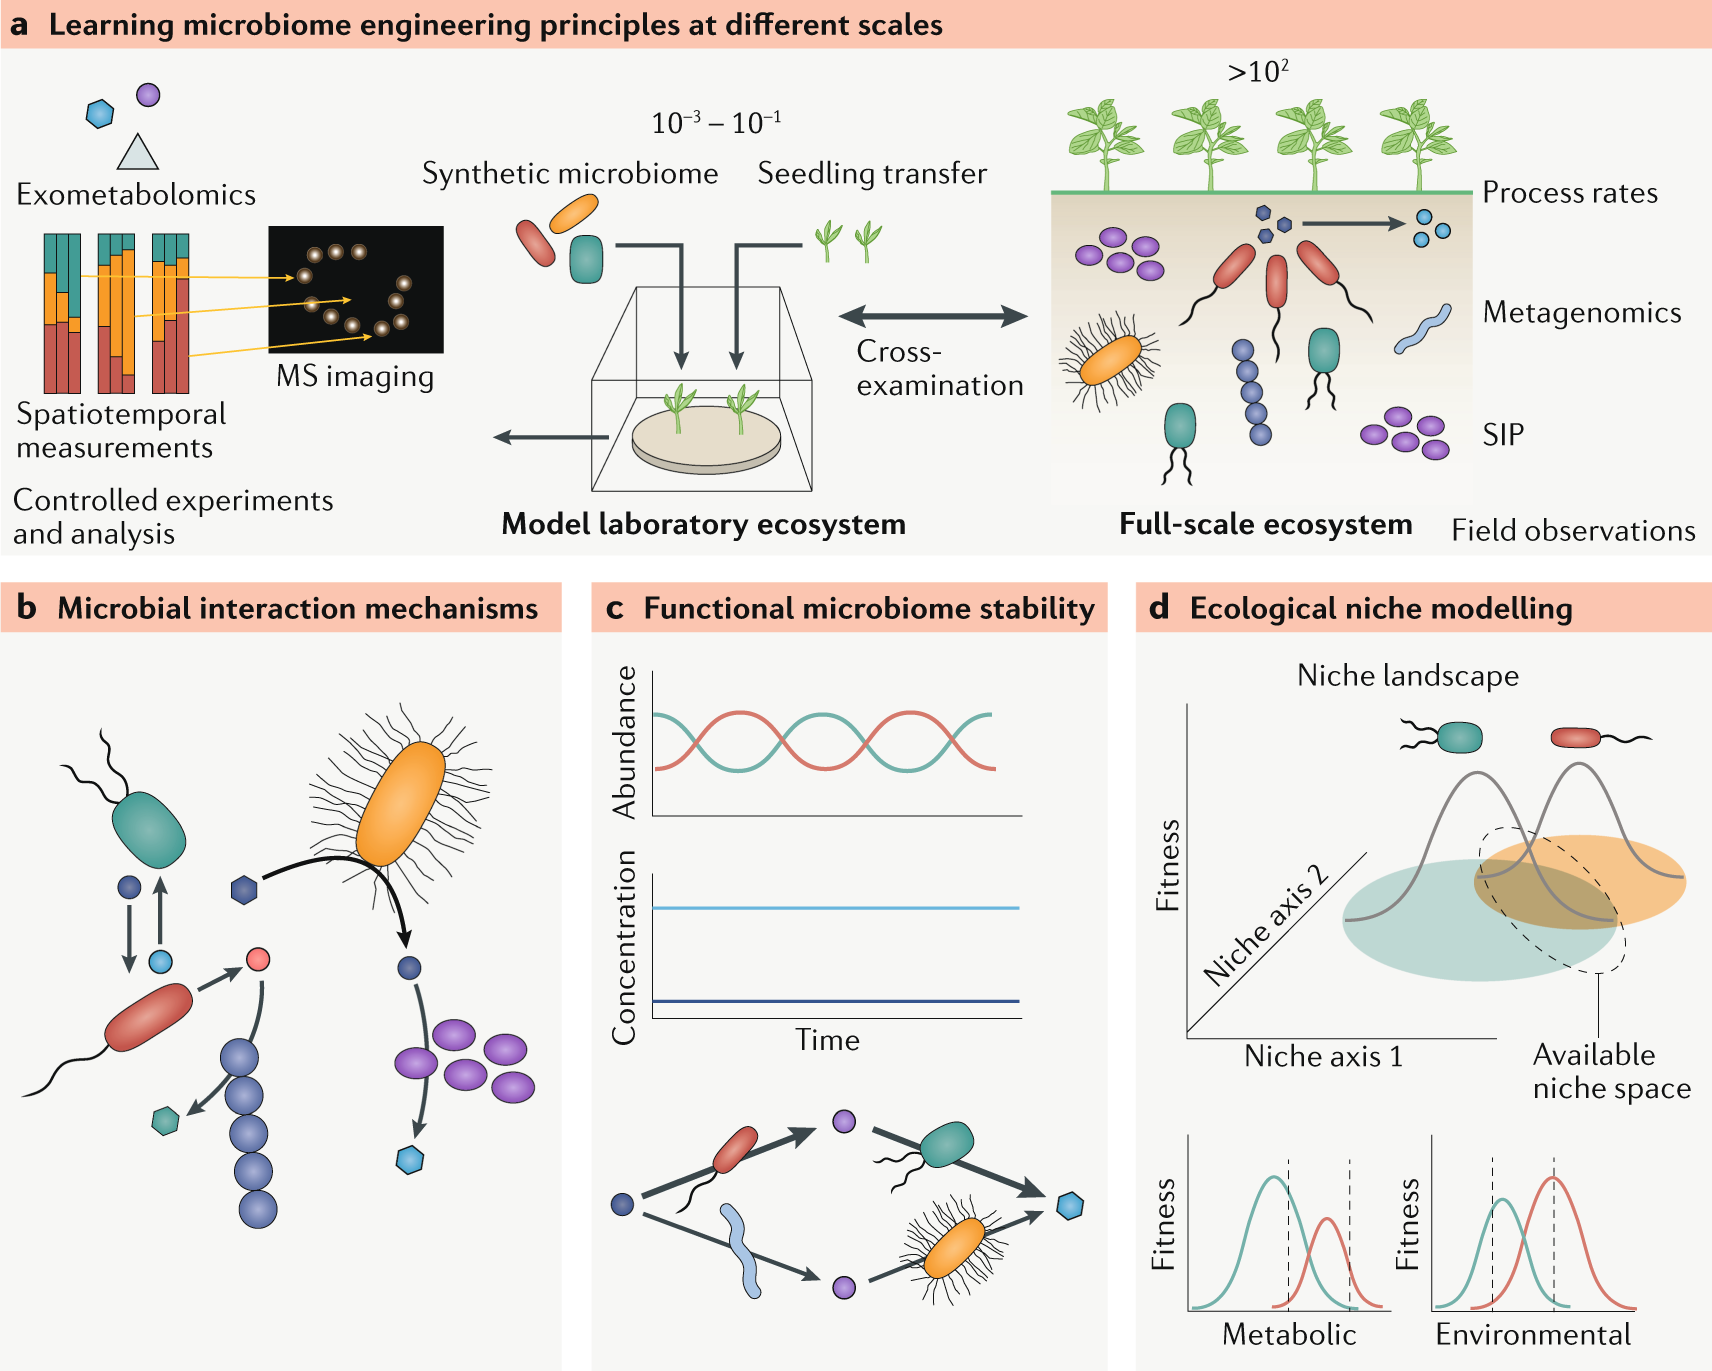 a Learning microbiome engineering principles at different scales
Exometabolomics
MS imaging
Spatiotemporal
measurements
Controlled experiments
and analysis
10⁻³ – 10⁻¹
Synthetic microbiome
Seedling transfer
Model laboratory ecosystem
Cross-
examination
>10²
Process rates
Metagenomics
SIP
Full-scale ecosystem
Field observations
b Microbial interaction mechanisms
c Functional microbiome stability
Abundance
Concentration
Time
d Ecological niche modelling
Niche landscape
Fitness
Niche axis 2
Niche axis 1
Available
niche space
Fitness
Metabolic
Fitness
Environmental